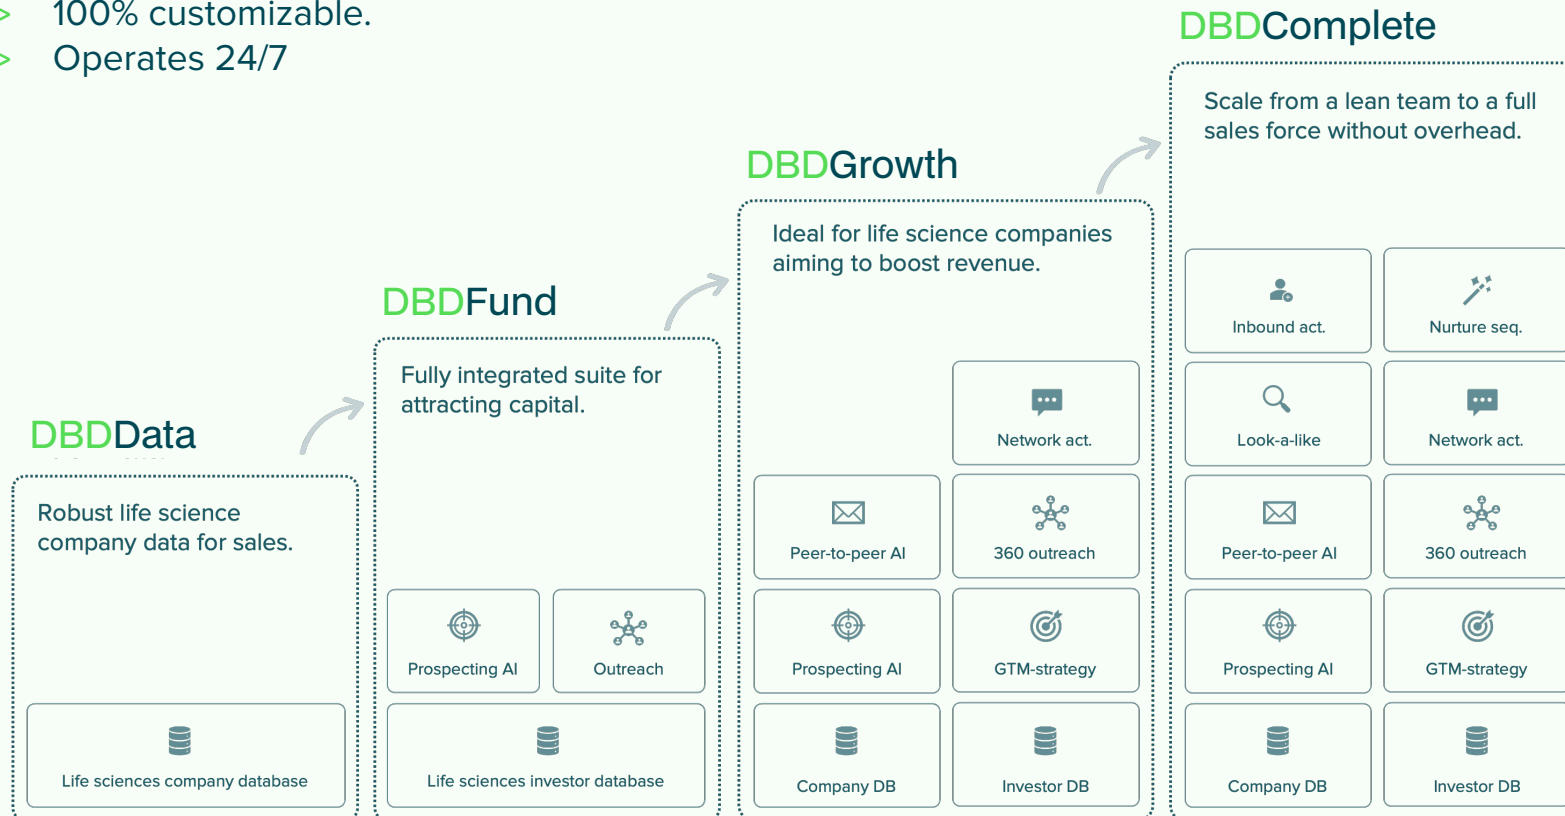 > 100% customizable.
> Operates 24/7
DBDComplete
Scale from a lean team to a full
sales force without overhead.
DBDGrowth
Ideal for life science companies
aiming to boost revenue.
DBDFund
Fully integrated suite for
attracting capital.
DBDData
Robust life science
company data for sales.
Life sciences company database
Prospecting AI
Outreach
Life sciences investor database
Network act.
Peer-to-peer AI
360 outreach
Prospecting AI
GTM-strategy
Company DB
Investor DB
Inbound act.
Nurture seq.
Look-a-like
Network act.
Peer-to-peer AI
360 outreach
Prospecting AI
GTM-strategy
Company DB
Investor DB